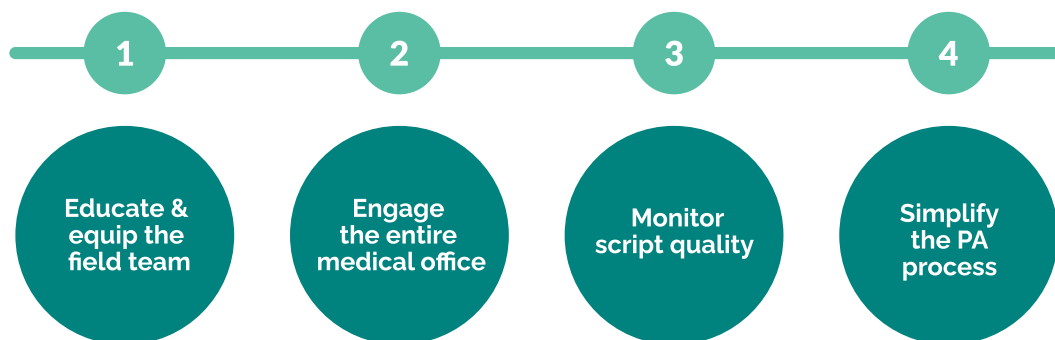 1
2
3
4
Educate &
equip the
field team
Engage
the entire
medical office
Monitor
script quality
Simplify
the PA
process